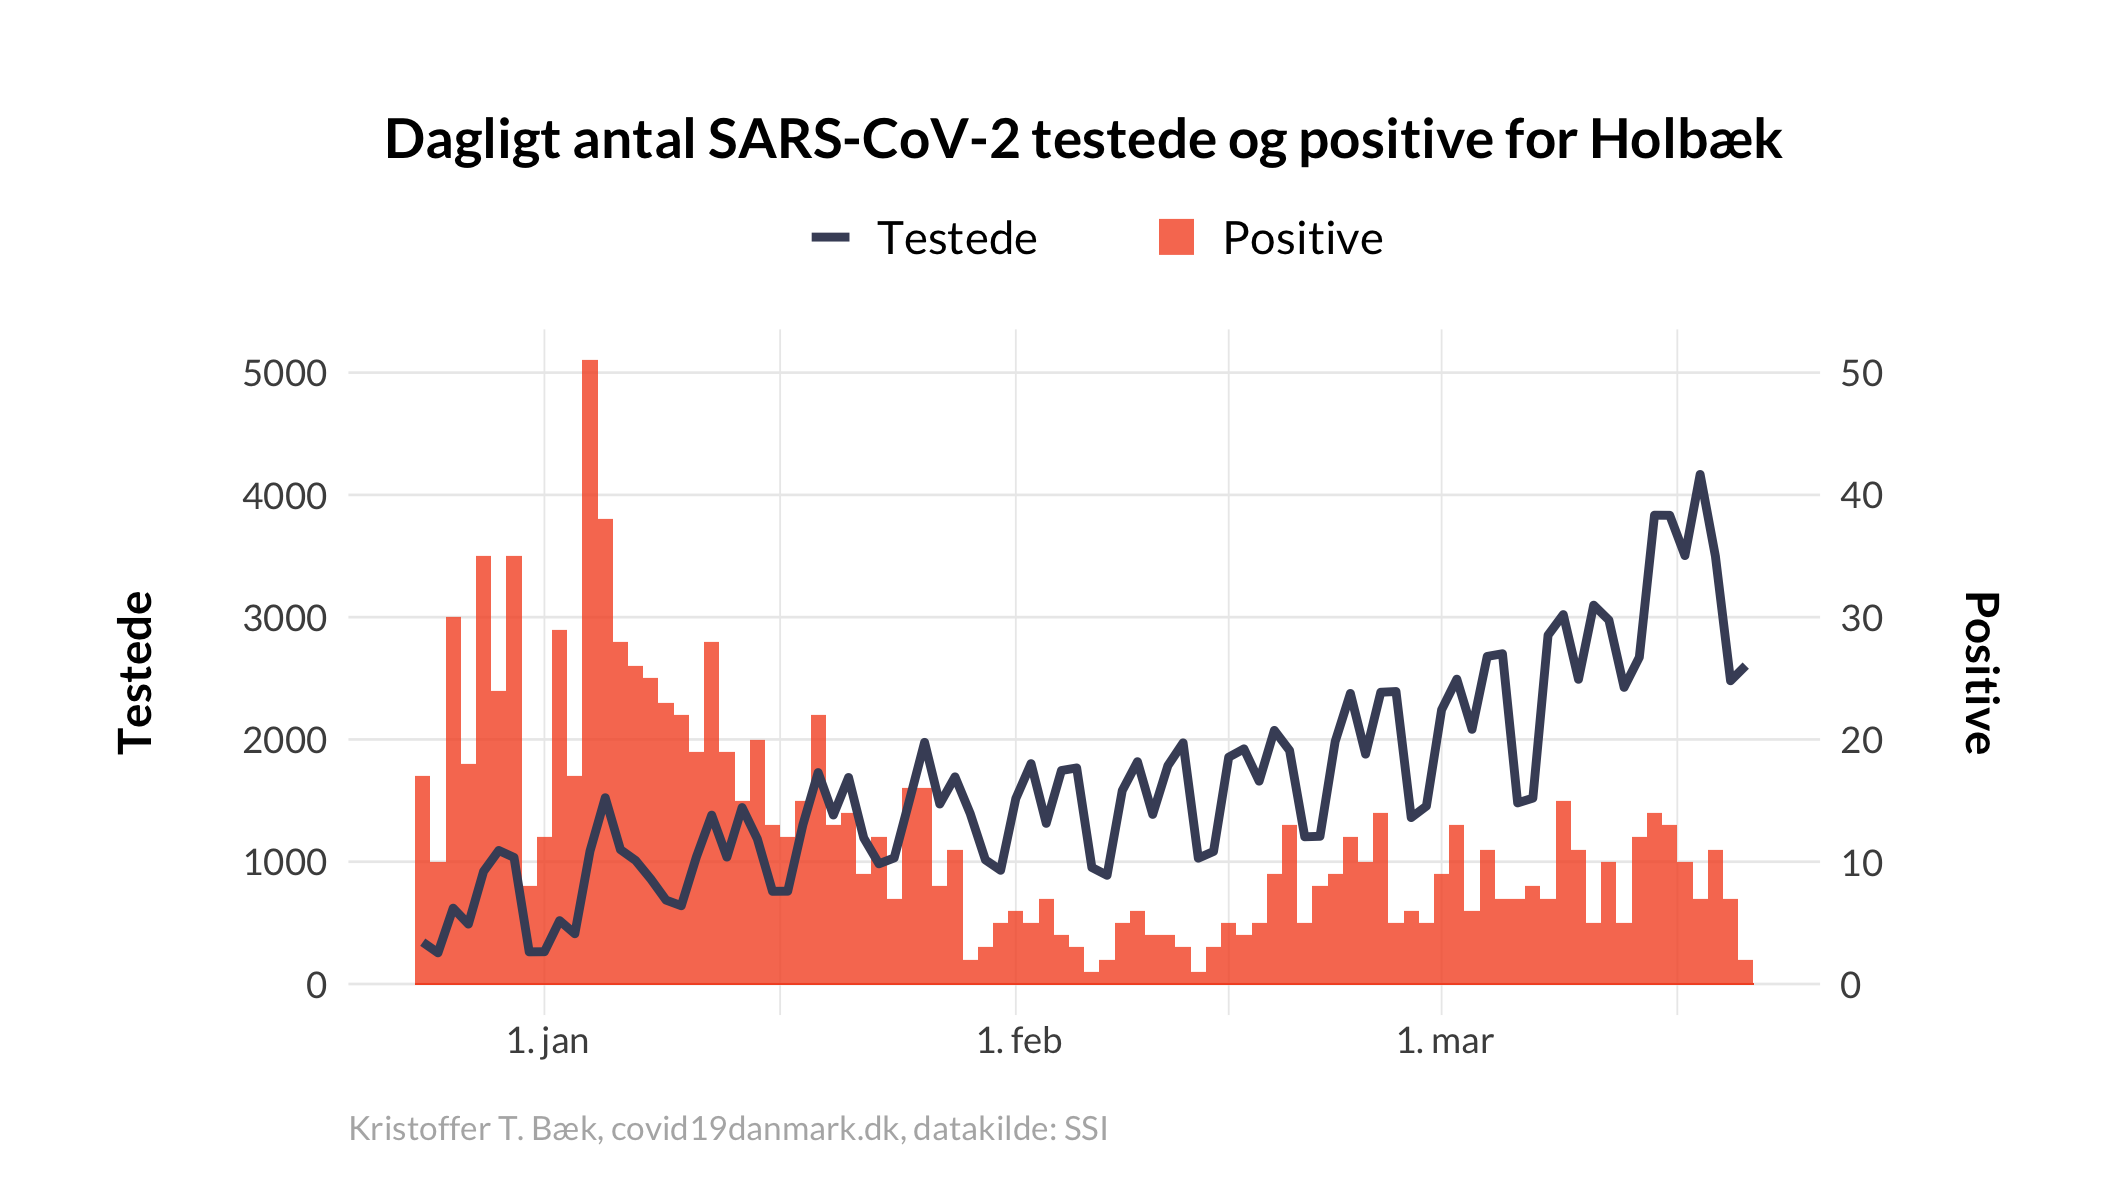 Dagligt antal SARS-CoV-2 testede og positive for Holbæk
Testede
Positive
5000
4000
3000
2000
1000
0
50
40
30
20
10
0
Testede
Positive
1. jan
1. feb
1. mar
Kristoffer T. Bæk, covid19danmark.dk, datakilde: SSI